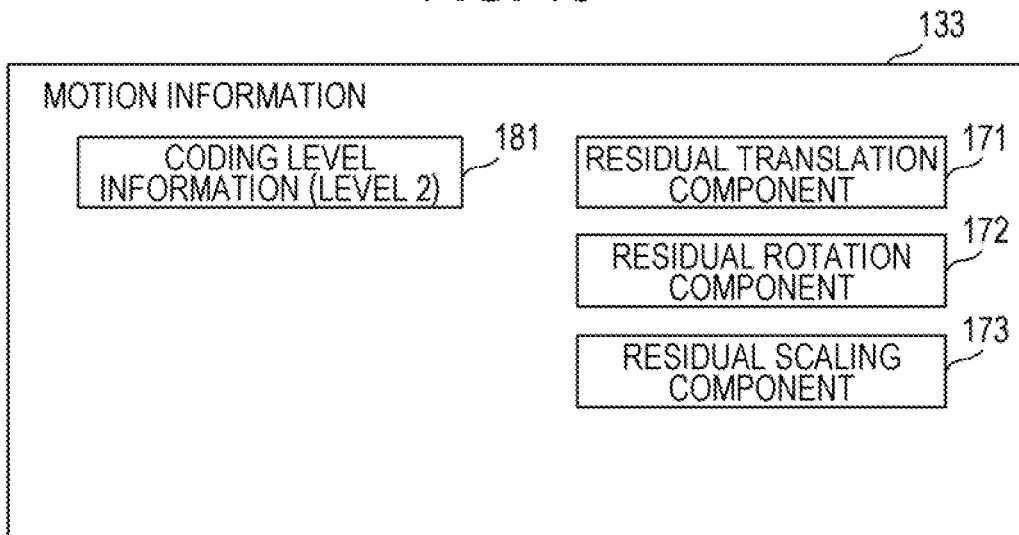 133
MOTION INFORMATION
181
CODING LEVEL
INFORMATION (LEVEL 2)
RESIDUAL TRANSLATION
COMPONENT
171
RESIDUAL ROTATION
COMPONENT
172
RESIDUAL SCALING
COMPONENT
173